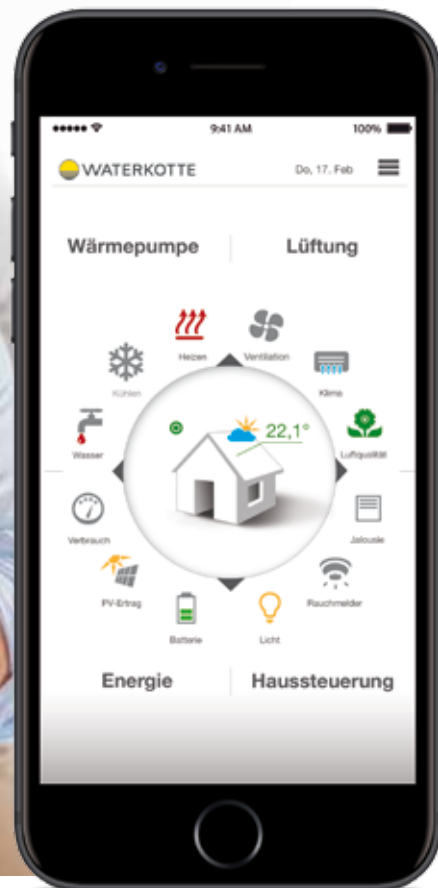 9:41 AM
100%
WATERKOTTE
Do, 17. Feb
Wärmepumpe
Lüftung
Heizen
Ventilation
Kühlen
Klima
22,1°
Wasser
Luftqualität
Verbrauch
Jalousie
PV-Ertrag
Rauchmelder
Batterie
Licht
Energie
Haussteuerung